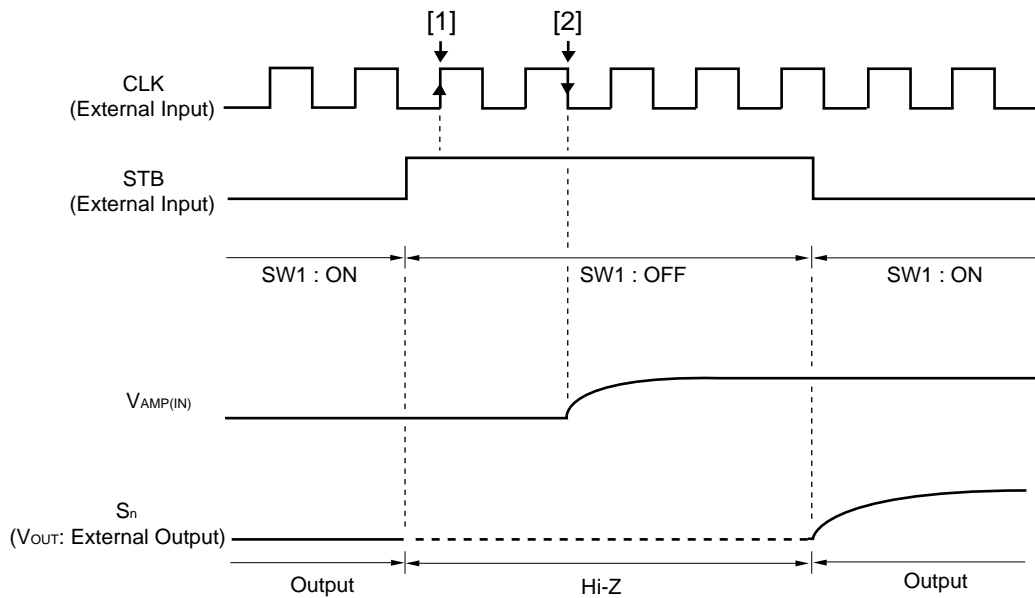 [1] [2]
CLK
(External Input)
STB
(External Input)
SW1 : ON SW1 : OFF SW1 : ON
VAMP(IN)
Sn
(VOUT: External Output)
Output Hi-Z Output